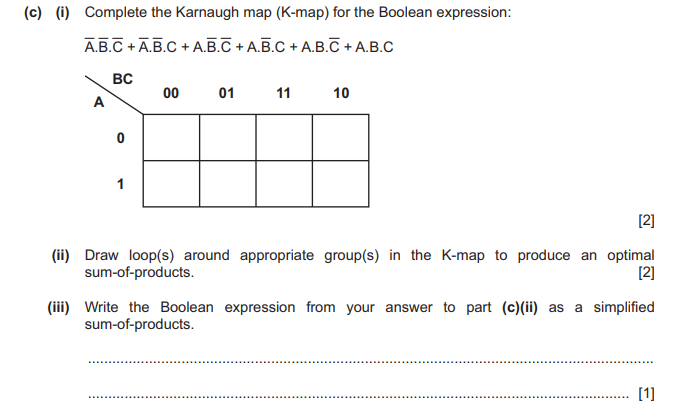 (c) (i) Complete the Karnaugh map (K-map) for the Boolean expression:
A̅.B̅.C̅ + A̅.B̅.C + A.B̅.C̅ + A.B̅.C + A.B.C̅ + A.B.C
BC
00 01 11 10
A
0
1
[2]
(ii) Draw loop(s) around appropriate group(s) in the K-map to produce an optimal
sum-of-products. [2]
(iii) Write the Boolean expression from your answer to part (c)(ii) as a simplified
sum-of-products.
[1]